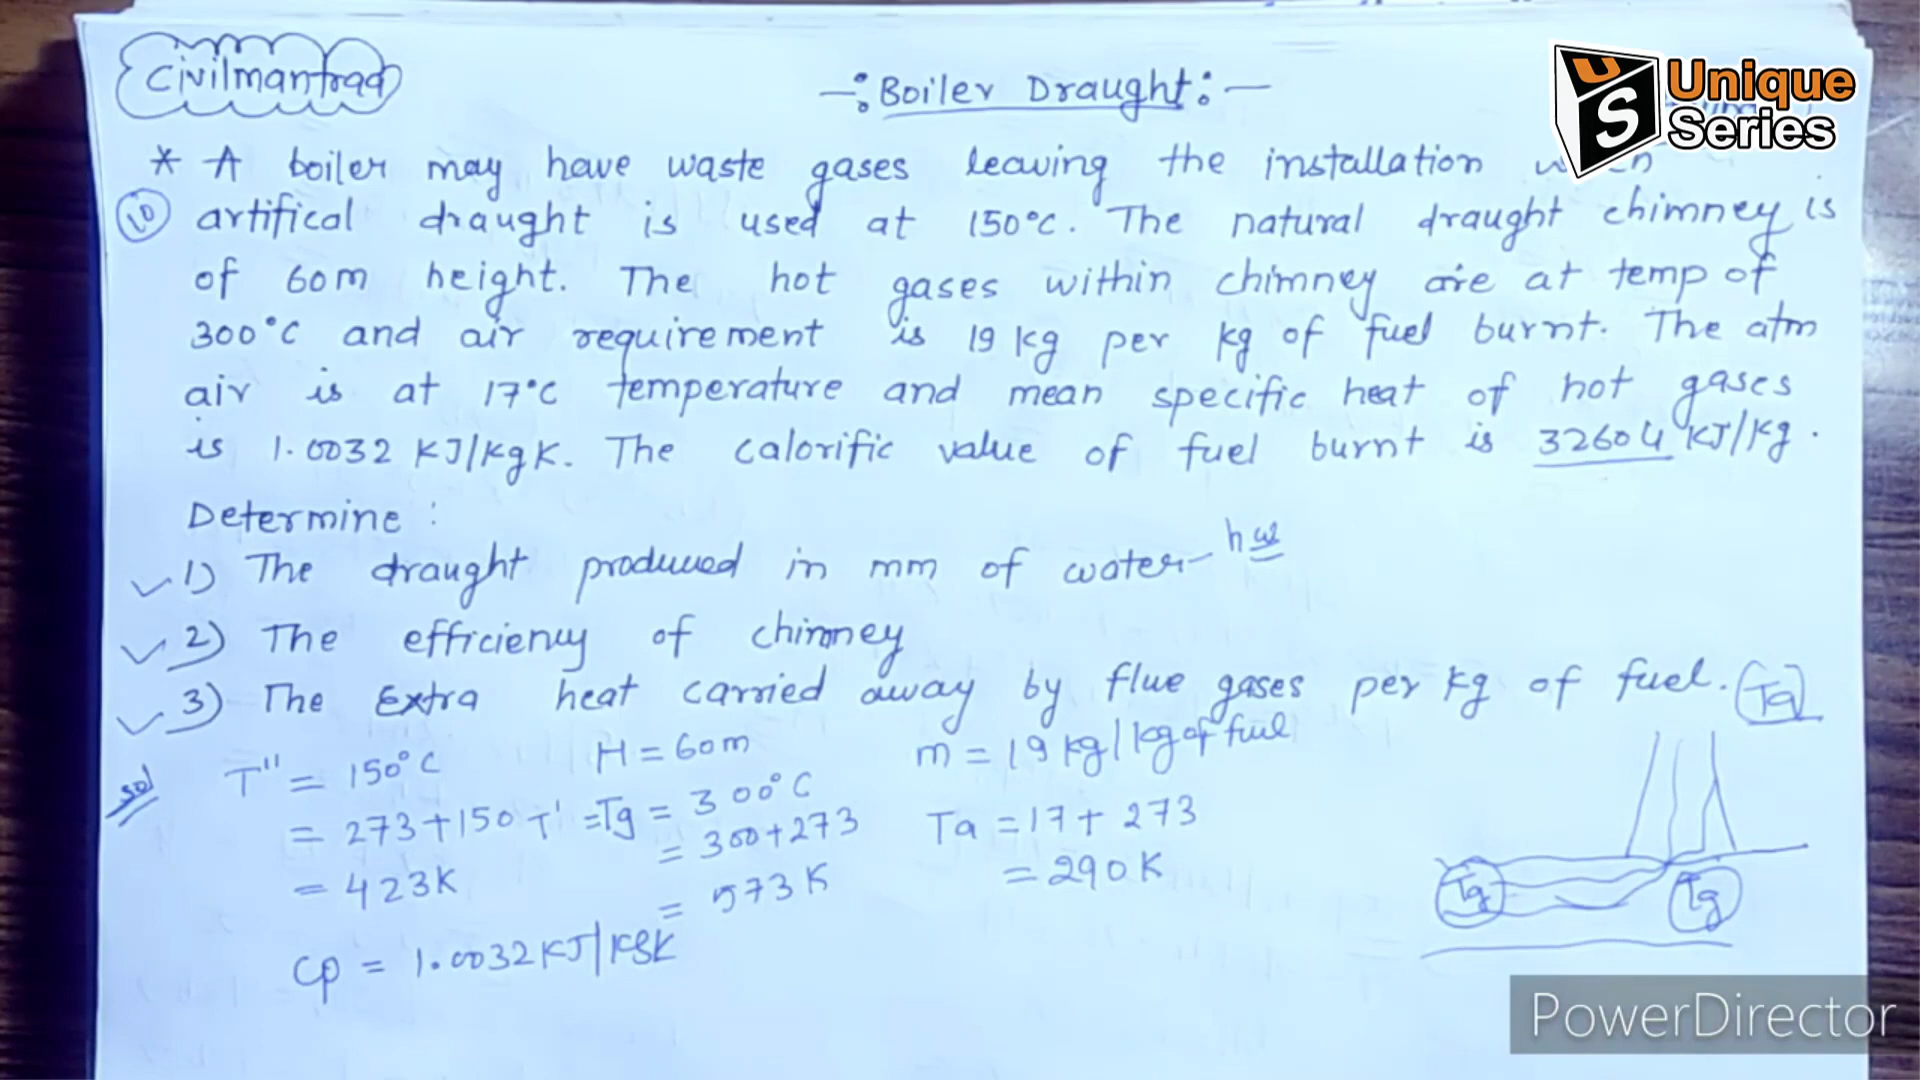 Civilmantraa
-: Boiler Draught :-
US Unique Series
* A boiler may have waste gases leaving the installation
10 artifical draught is used at 150°C. The natural draught chimney is
of 60m height. The hot gases within chimney are at temp of
300°C and air requirement is 19 kg per kg of fuel burnt. The atm
air is at 17°C temperature and mean specific heat of hot gases
is 1.0032 KJ/kgK. The calorific value of fuel burnt is 32604 KJ/kg.
Determine :
1) The draught produced in mm of water - hw
2) The efficiency of chimney
3) The Extra heat carried away by flue gases per kg of fuel. Ta
sol T" = 150°C H = 60m m = 19 kg/kg of fuel
= 273+150 T' = Tg = 300°C Ta = 17 + 273
= 423K = 300+273 = 290K
= 573K
Cp = 1.0032 KJ/KgK
Tg Tg
PowerDirector